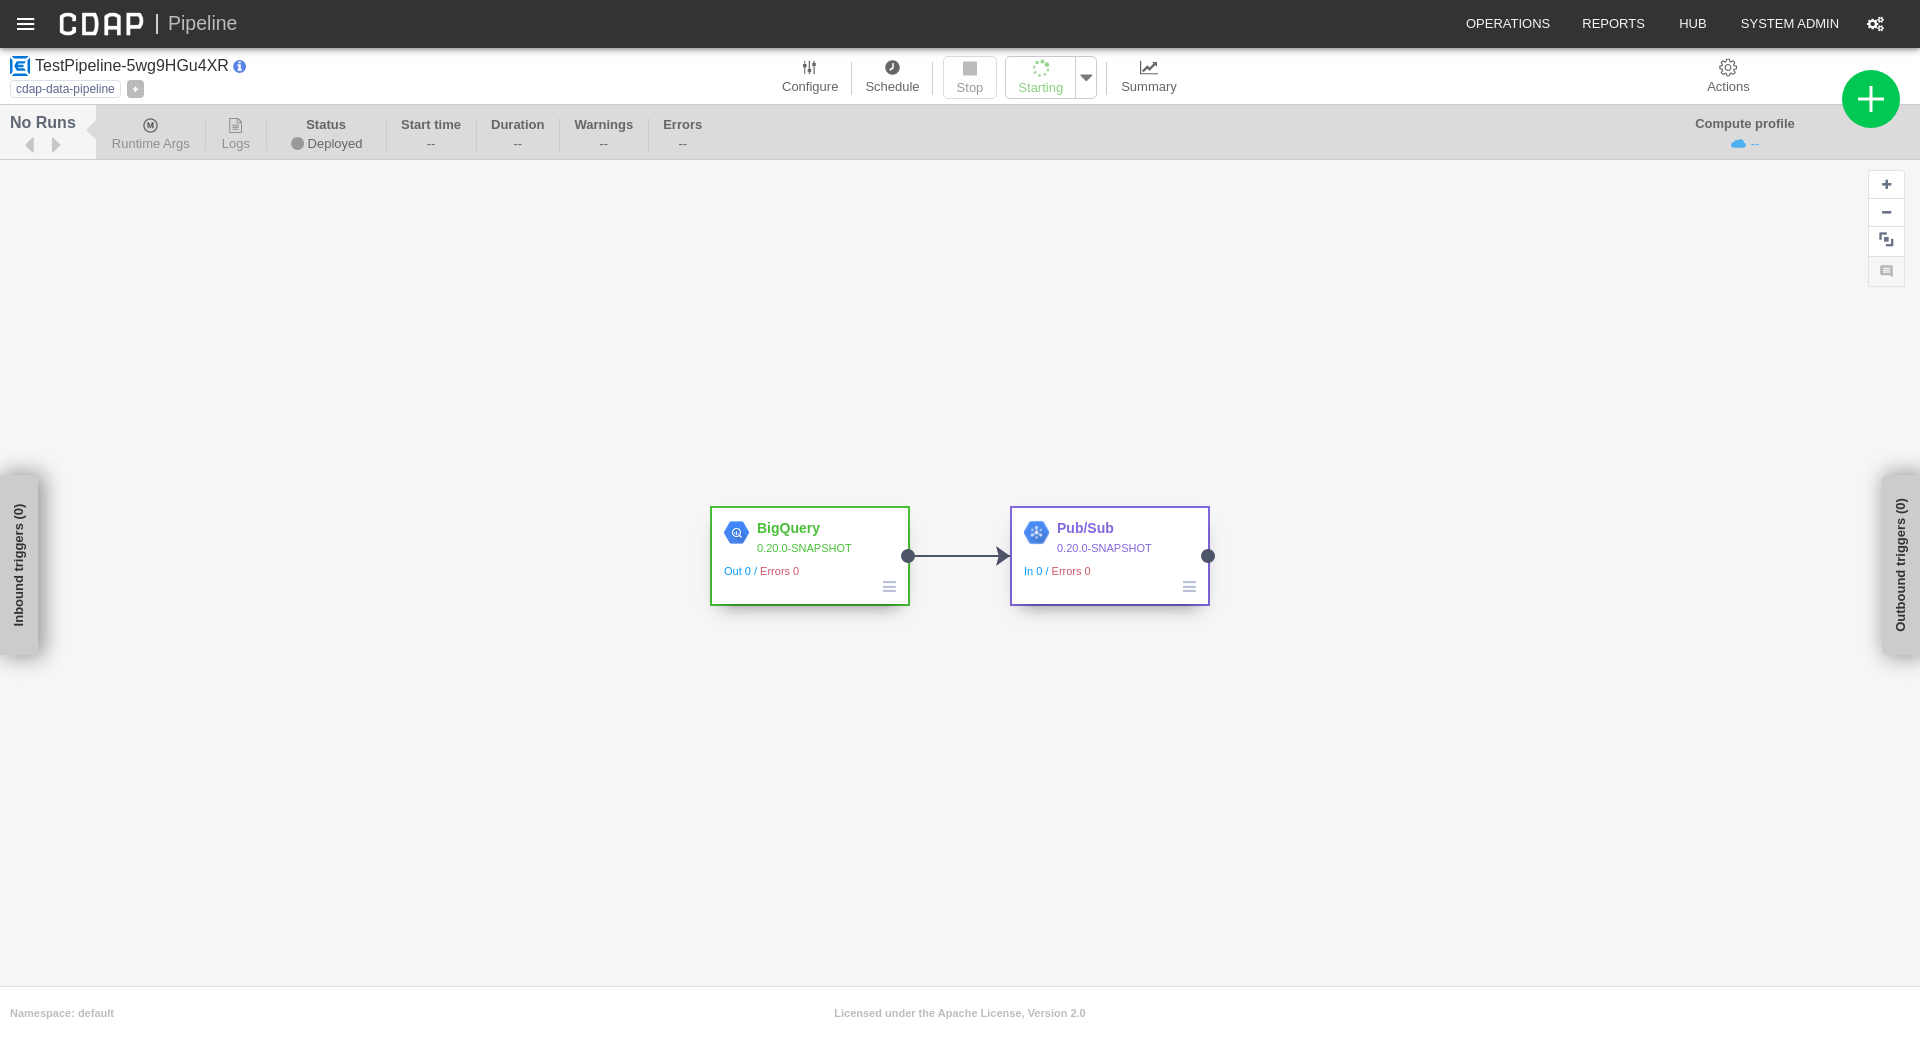 CDAP | Pipeline
OPERATIONS REPORTS HUB SYSTEM ADMIN
TestPipeline-5wg9HGu4XR
cdap-data-pipeline
Configure
Schedule
Stop
Starting
Summary
Actions
No Runs
Runtime Args
Logs
Status
Deployed
Start time
--
Duration
--
Warnings
--
Errors
--
Compute profile
--
Inbound triggers (0)
BigQuery
0.20.0-SNAPSHOT
Out 0 / Errors 0
Pub/Sub
0.20.0-SNAPSHOT
In 0 / Errors 0
Outbound triggers (0)
Namespace: default
Licensed under the Apache License, Version 2.0